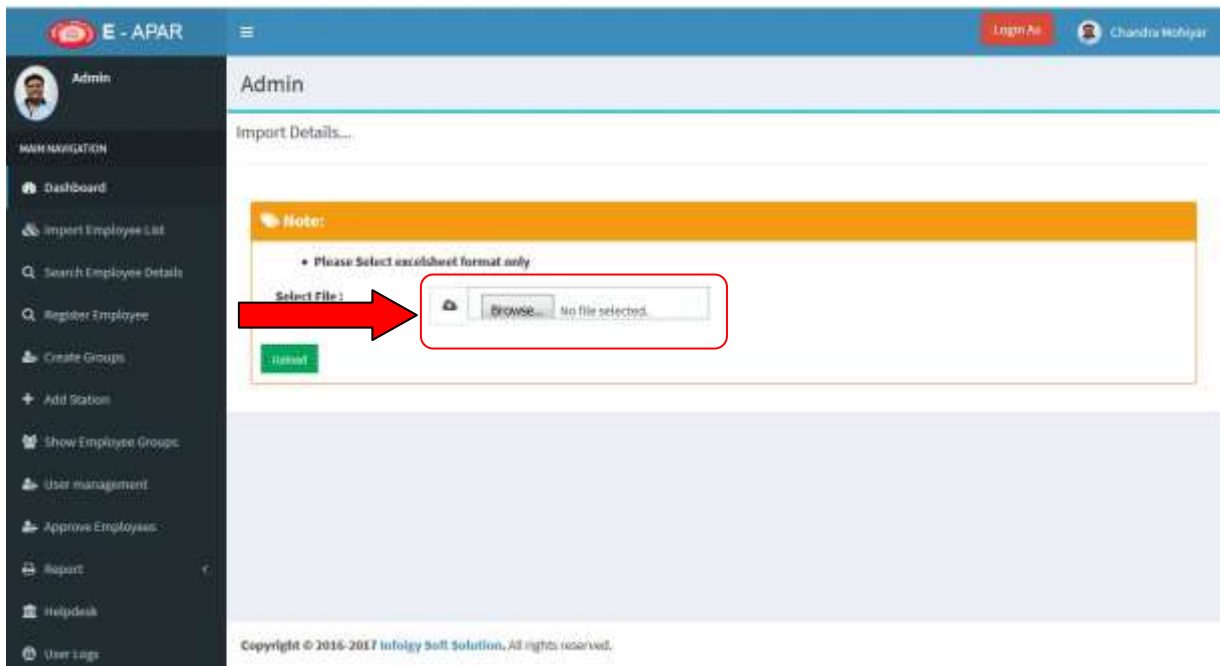 E - APAR
Login As
Chandra Mohiyar
Admin
Admin
Import Details...
MAIN NAVIGATION
Dashboard
Import Employee List
Search Employee Details
Register Employee
Create Groups
Add Station
Show Employee Groups
User management
Approve Employees
Report
Helpdesk
User Logs
Note:
• Please Select excelsheet format only
Select File :
Browse... No file selected.
Upload
Copyright © 2016-2017 Infoigy Soft Solution. All rights reserved.